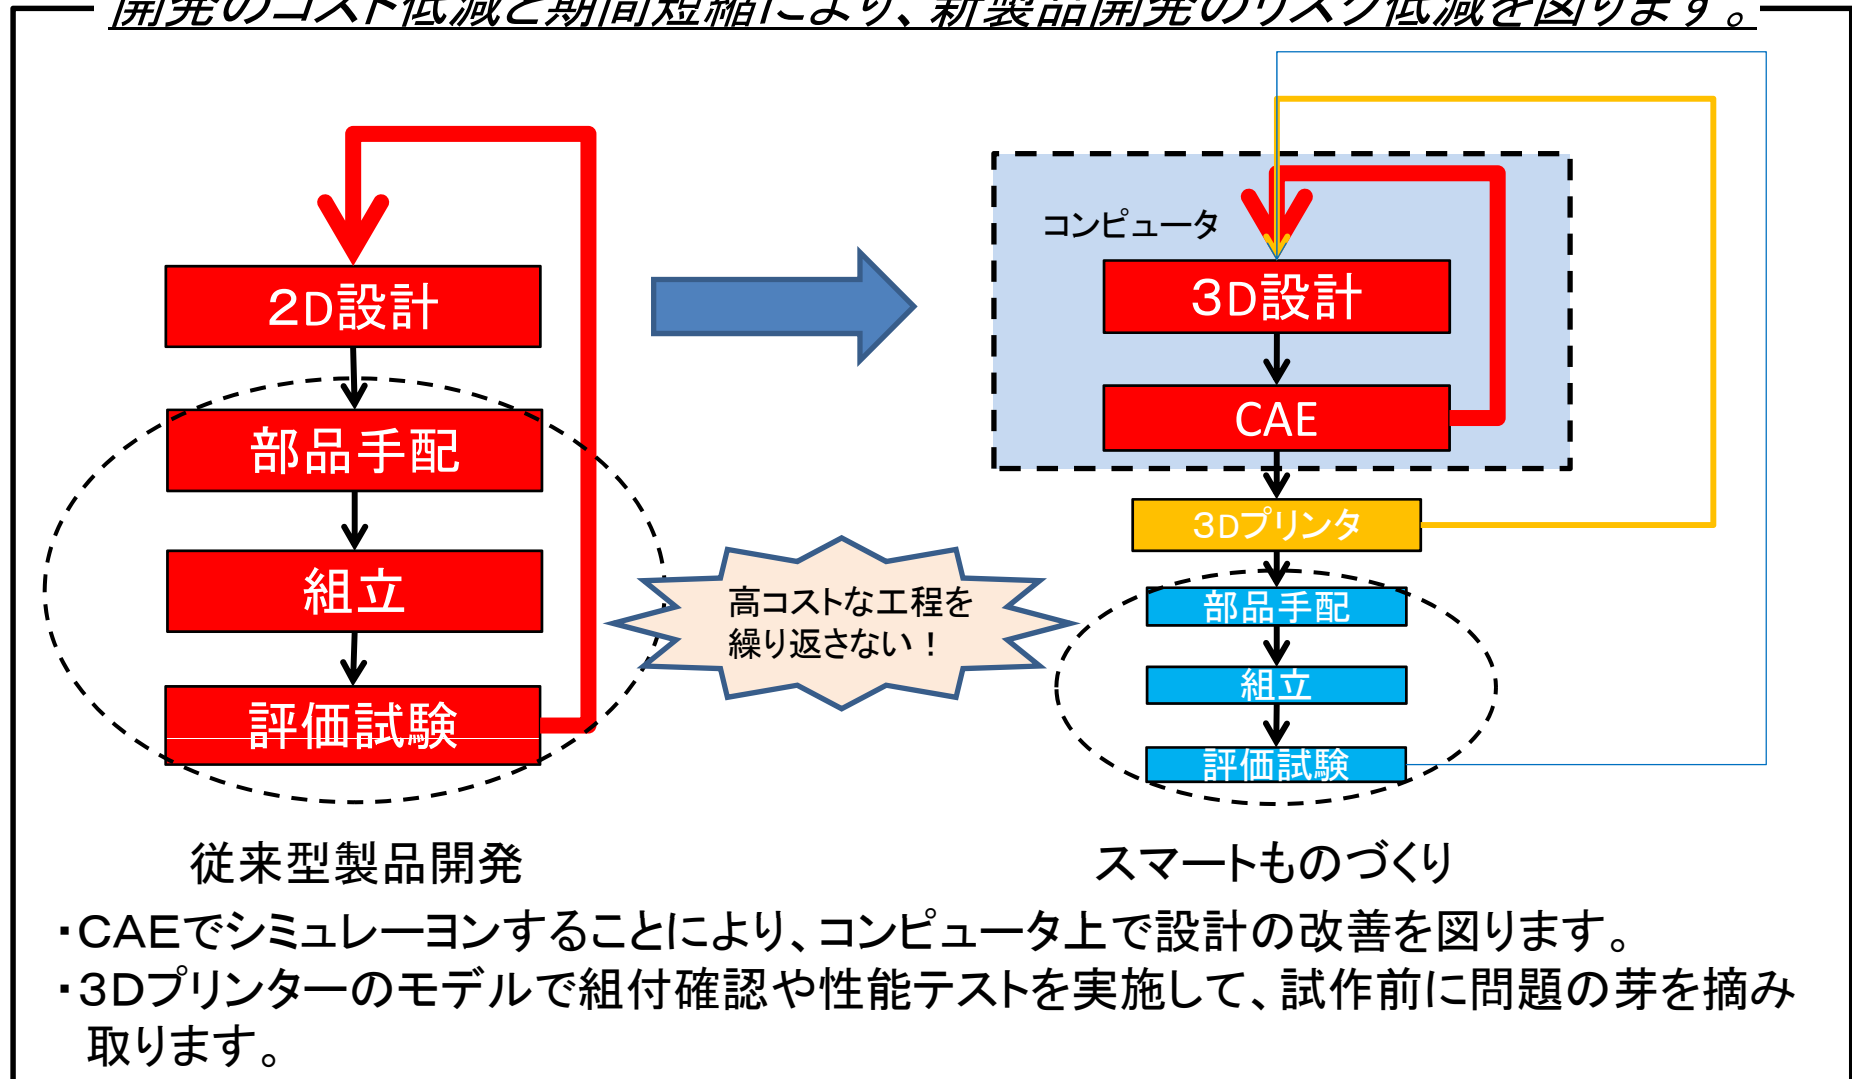 開発のコスト低減と期間短縮により、新製品開発のリスク低減を図ります。
2D設計
部品手配
組立
評価試験
従来型製品開発
高コストな工程を
繰り返さない!
コンピュータ
3D設計
CAE
3Dプリンタ
部品手配
組立
評価試験
スマートものづくり
・CAEでシミュレーヨンすることにより、コンピュータ上で設計の改善を図ります。
・3Dプリンターのモデルで組付確認や性能テストを実施して、試作前に問題の芽を摘み
取ります。